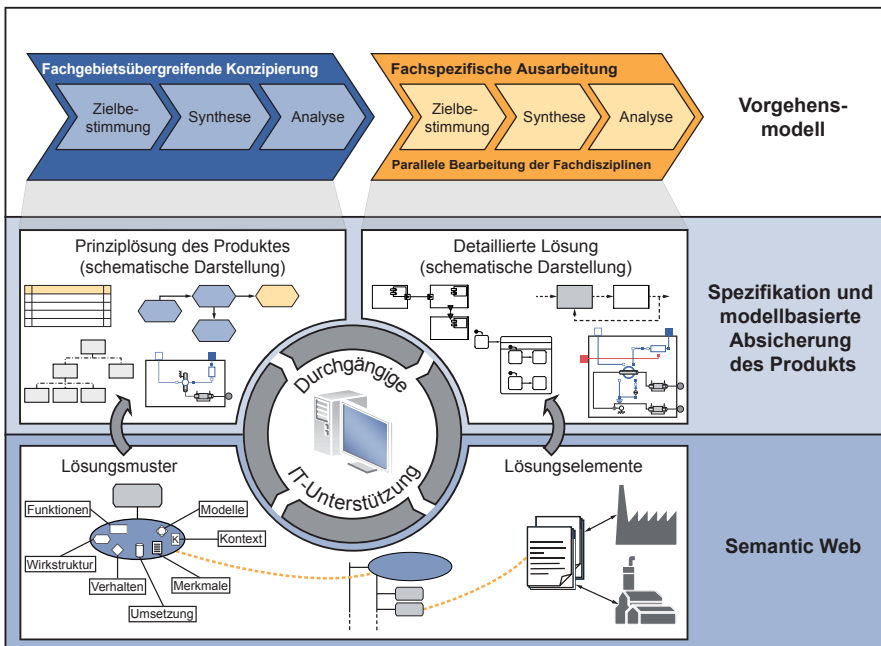 Fachgebietsübergreifende Konzipierung
Zielbe-
stimmung
Synthese
Analyse
Fachspezifische Ausarbeitung
Zielbe-
stimmung
Synthese
Analyse
Parallele Bearbeitung der Fachdisziplinen
Vorgehens-
modell
Prinziplösung des Produktes
(schematische Darstellung)
Detaillierte Lösung
(schematische Darstellung)
Spezifikation und
modellbasierte
Absicherung
des Produkts
Durchgängige
IT-Unterstützung
Lösungsmuster
Funktionen
Modelle
K
Kontext
Wirkstruktur
Verhalten
Merkmale
Umsetzung
Lösungselemente
Semantic Web